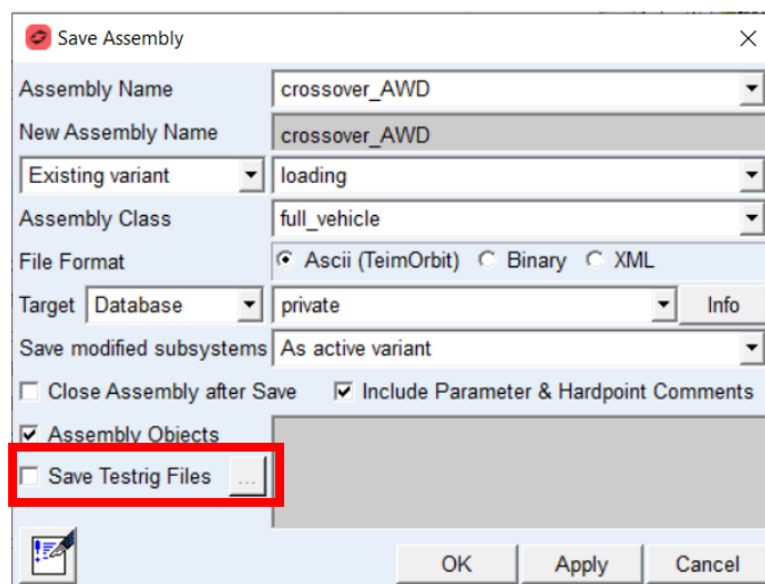 Save Assembly
Assembly Name crossover_AWD
New Assembly Name crossover_AWD
Existing variant loading
Assembly Class full_vehicle
File Format Ascii (TeimOrbit) Binary XML
Target Database private Info
Save modified subsystems As active variant
Close Assembly after Save Include Parameter & Hardpoint Comments
Assembly Objects
Save Testrig Files ...
OK Apply Cancel